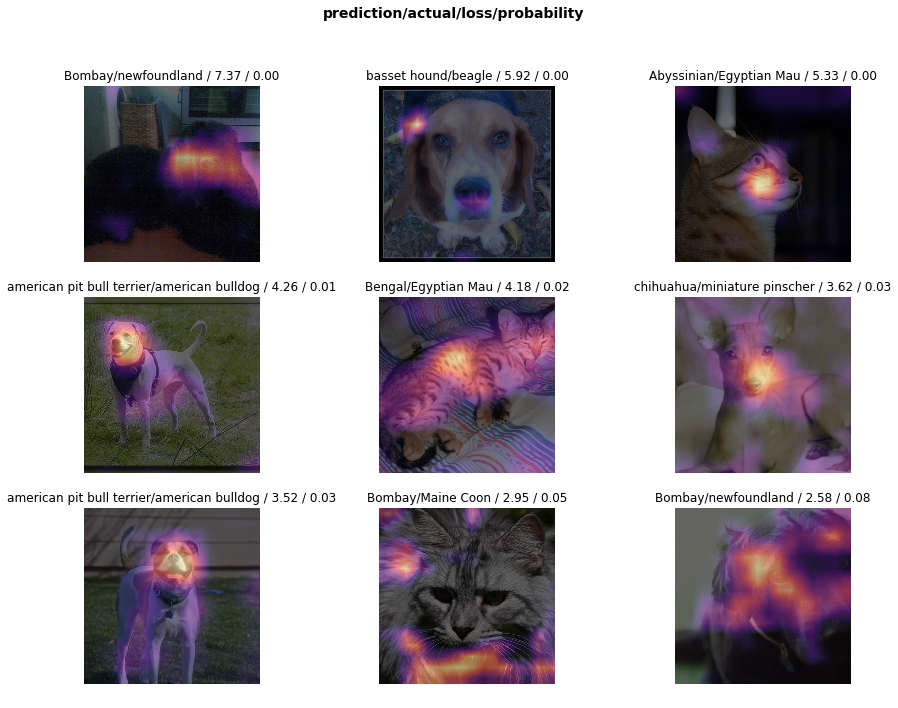 prediction/actual/loss/probability
Bombay/newfoundland / 7.37 / 0.00
basset hound/beagle / 5.92 / 0.00
Abyssinian/Egyptian Mau / 5.33 / 0.00
american pit bull terrier/american bulldog / 4.26 / 0.01
Bengal/Egyptian Mau / 4.18 / 0.02
chihuahua/miniature pinscher / 3.62 / 0.03
american pit bull terrier/american bulldog / 3.52 / 0.03
Bombay/Maine Coon / 2.95 / 0.05
Bombay/newfoundland / 2.58 / 0.08